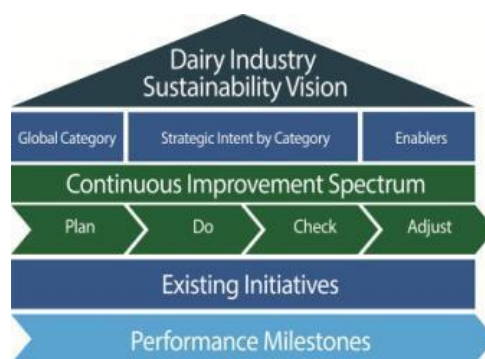 Dairy Industry
Sustainability Vision
Global Category
Strategic Intent by Category
Enablers
Continuous Improvement Spectrum
Plan
Do
Check
Adjust
Existing Initiatives
Performance Milestones